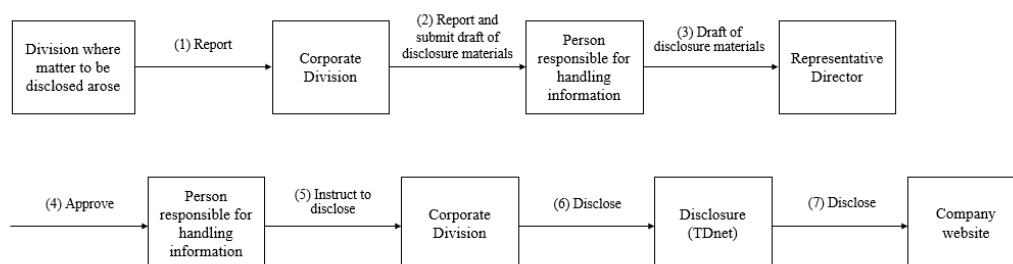 Division where
matter to be
disclosed arose
(1) Report
Corporate
Division
(2) Report and
submit draft of
disclosure materials
Person
responsible for
handling
information
(3) Draft of
disclosure materials
Representative
Director
(4) Approve
Person
responsible for
handling
information
(5) Instruct to
disclose
Corporate
Division
(6) Disclose
Disclosure
(TDnet)
(7) Disclose
Company
website